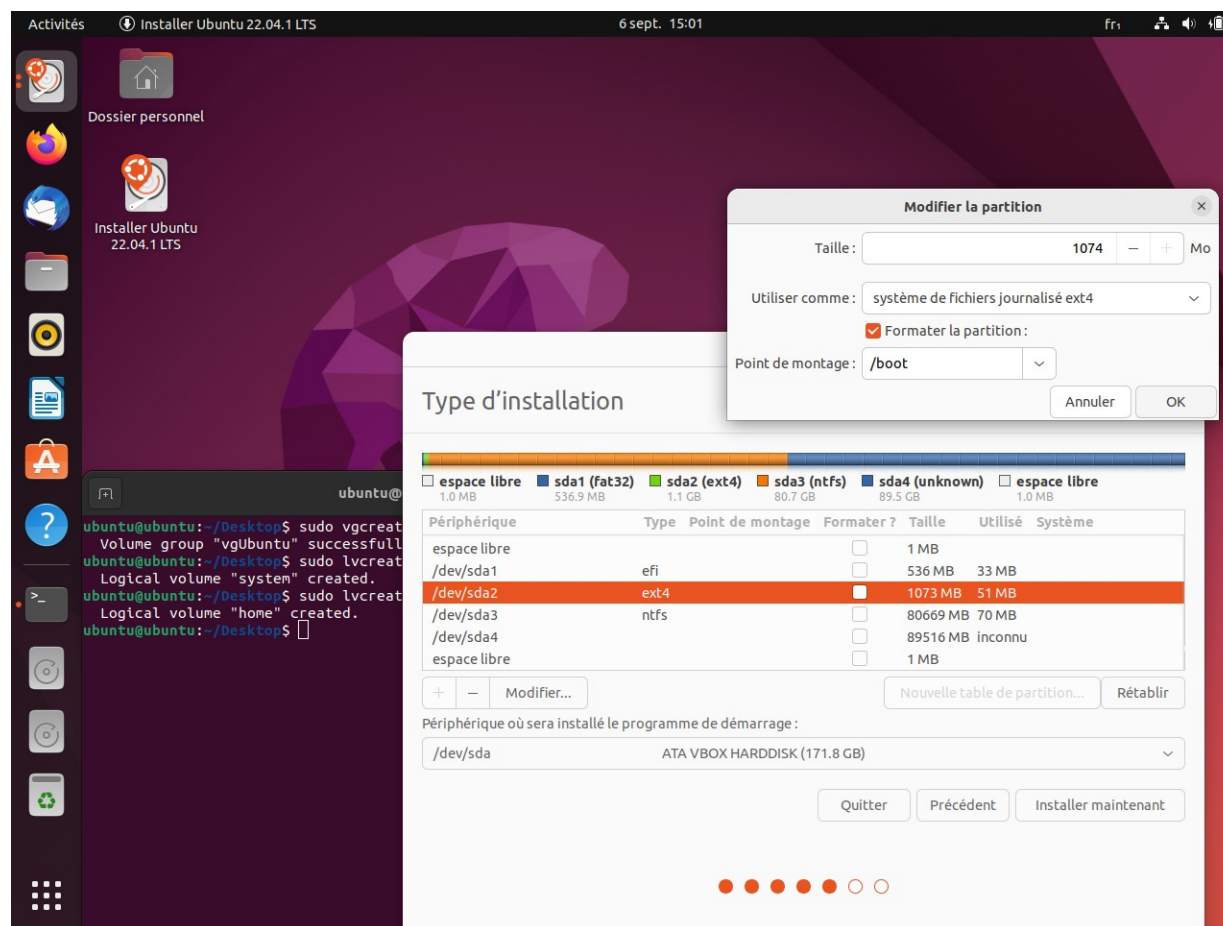 Activités Installer Ubuntu 22.04.1 LTS 6 sept. 15:01 fr₁
Dossier personnel
Installer Ubuntu
22.04.1 LTS
Modifier la partition
Taille : 1074 − + Mo
Utiliser comme : système de fichiers journalisé ext4
Formater la partition :
Point de montage : /boot
Annuler OK
Type d'installation
espace libre sda1 (fat32) sda2 (ext4) sda3 (ntfs) sda4 (unknown) espace libre
1.0 MB 536.9 MB 1.1 GB 80.7 GB 89.5 GB 1.0 MB
Périphérique Type Point de montage Formater ? Taille Utilisé Système
espace libre 1 MB
/dev/sda1 efi 536 MB 33 MB
/dev/sda2 ext4 1073 MB 51 MB
/dev/sda3 ntfs 80669 MB 70 MB
/dev/sda4 89516 MB inconnu
espace libre 1 MB
+ − Modifier... Nouvelle table de partition... Rétablir
Périphérique où sera installé le programme de démarrage :
/dev/sda ATA VBOX HARDDISK (171.8 GB)
Quitter Précédent Installer maintenant
ubuntu@
ubuntu@ubuntu:~/Desktop$ sudo vgcreat
Volume group "vgUbuntu" successfull
ubuntu@ubuntu:~/Desktop$ sudo lvcreat
Logical volume "system" created.
ubuntu@ubuntu:~/Desktop$ sudo lvcreat
Logical volume "home" created.
ubuntu@ubuntu:~/Desktop$